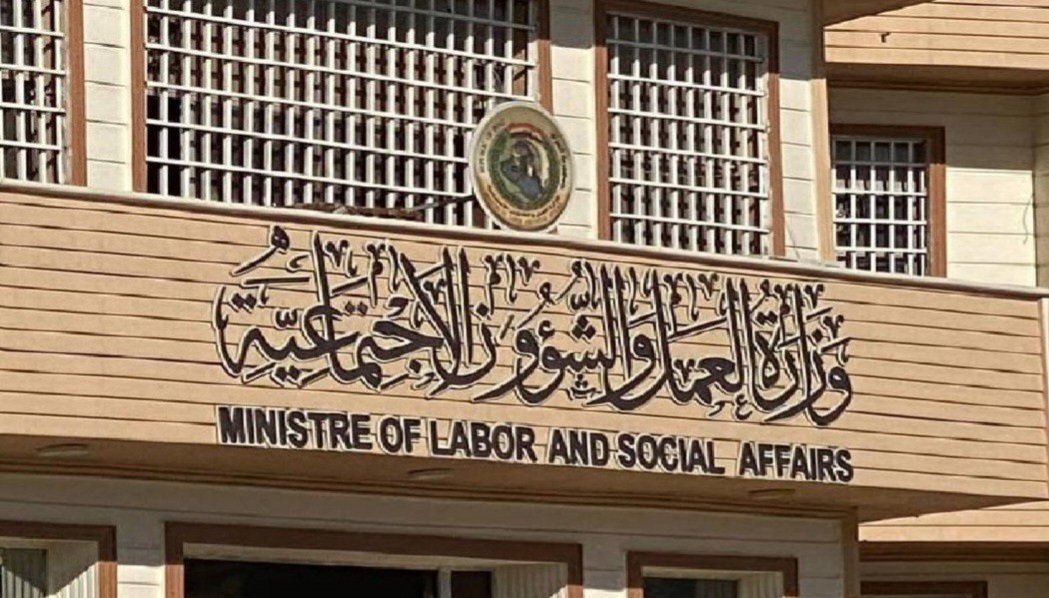 وزارة العمل والشؤون الاجتماعية
MINISTRE OF LABOR AND SOCIAL AFFAIRS